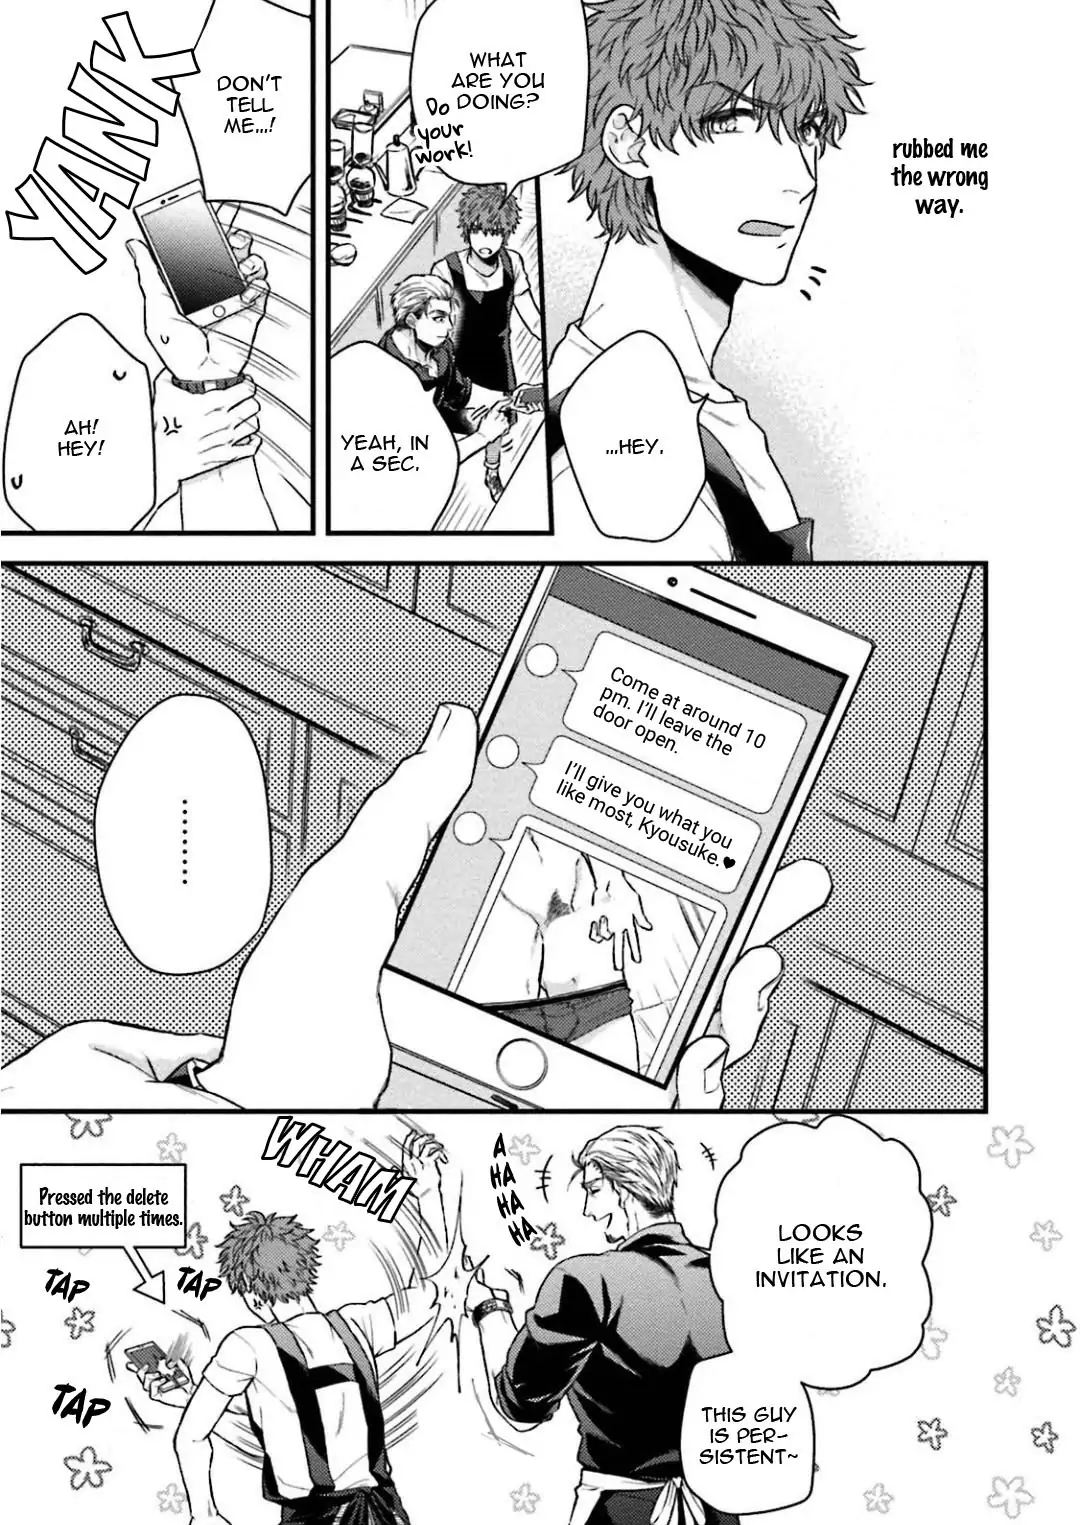 rubbed me
the wrong
way.
...HEY.
WHAT
ARE YOU
DOING?
Do
your
work!
YEAH, IN
A SEC.
DON'T
TELL
ME...!
YANK
AH!
HEY!
Come at around 10
pm. I'll leave the
door open.
I'll give you what you
like most, Kyousuke.♥
.........
LOOKS
LIKE AN
INVITATION.
THIS GUY
IS PER-
SISTENT~
A
HA
HA
HA
WHAM
Pressed the delete
button multiple times.
TAP
TAP
TAP